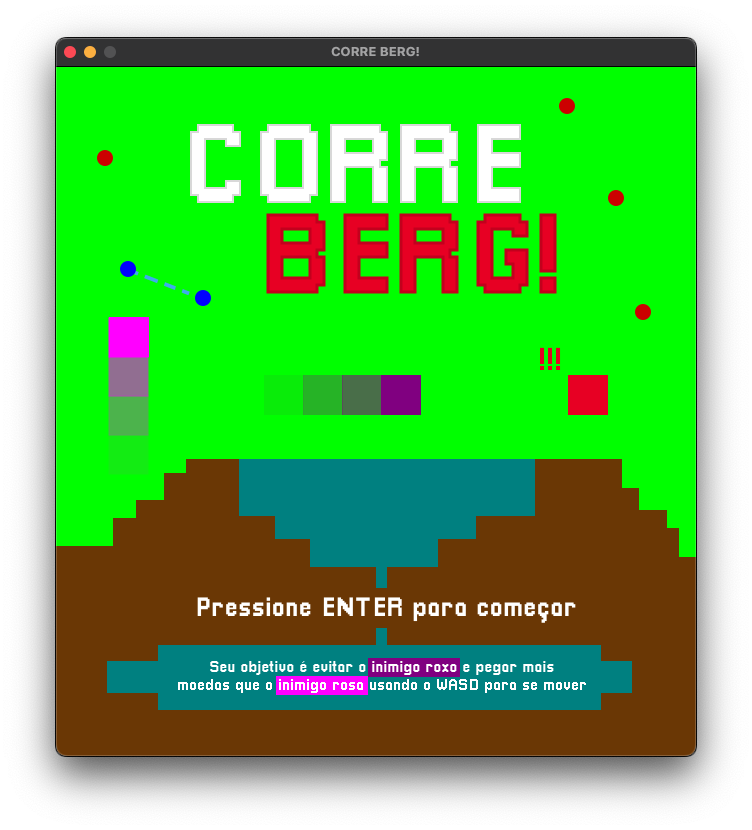 CORRE BERG!
CORRE
BERG!
!!!
Pressione ENTER para começar
Seu objetivo é evitar o inimigo roxo e pegar mais
moedas que o inimigo rosa usando o WASD para se mover